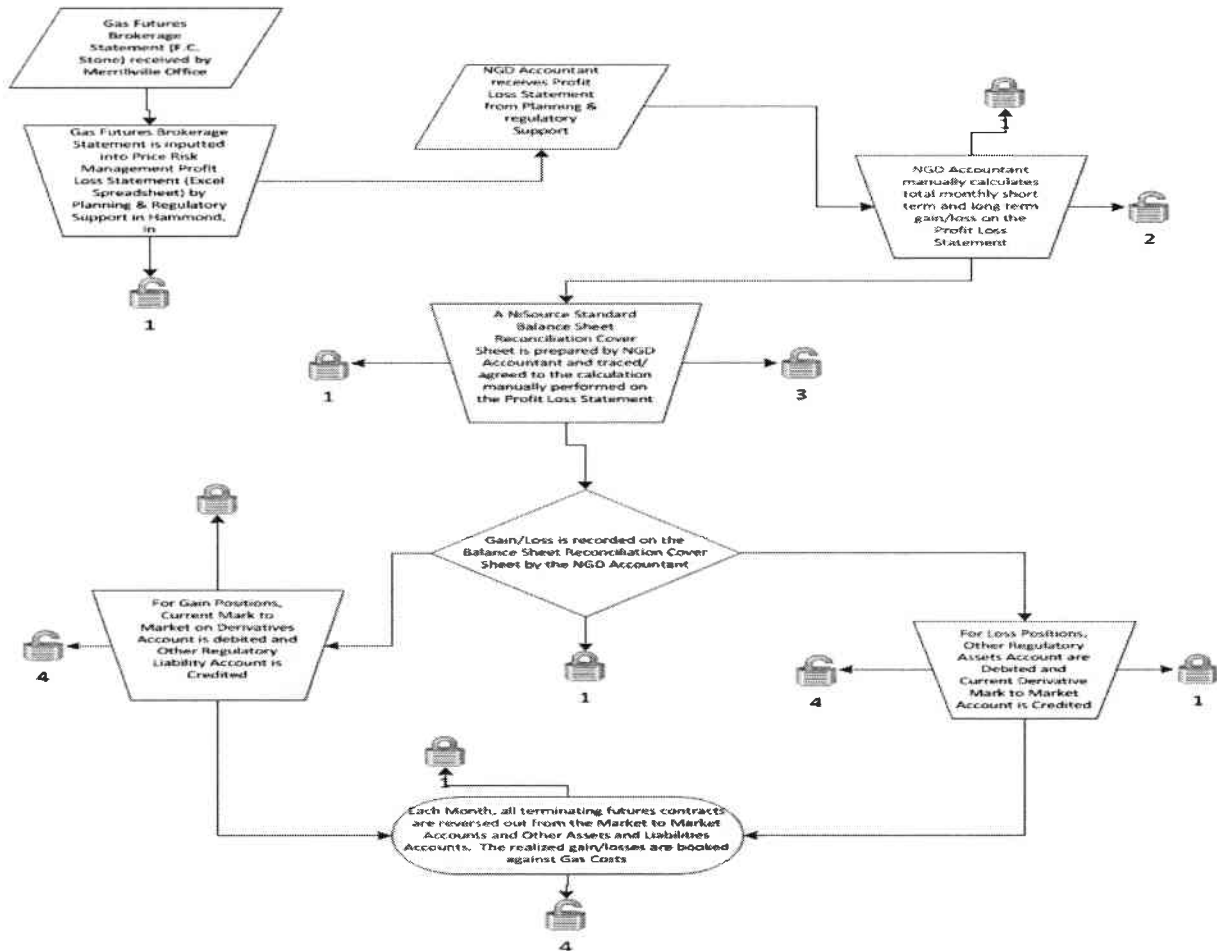 Gas Futures
Brokerage
Statement (F.C.
Stone) received by
Merrillville Office
NGD Accountant
receives Profit
Loss Statement
from Planning &
regulatory
Support
Gas Futures Brokerage
Statement is inputted
into Price Risk
Management Profit
Loss Statement (Excel
Spreadsheet) by
Planning & Regulatory
Support in Hammond,
In
1
1
NGD Accountant
manually calculates
total monthly short
term and long term
gain/loss on the
Profit Loss
Statement
2
A NiSource Standard
Balance Sheet
Reconciliation Cover
Sheet is prepared by NGD
Accountant and traced/
agreed to the calculation
manually performed on
the Profit Loss Statement
1
3
Gain/Loss is recorded on the
Balance Sheet Reconciliation Cover
Sheet by the NGD Accountant
1
For Gain Positions,
Current Mark to
Market on Derivatives
Account is debited and
Other Regulatory
Liability Account is
Credited
4
For Loss Positions,
Other Regulatory
Assets Account are
Debited and
Current Derivative
Mark to Market
Account is Credited
4
1
1
Each Month, all terminating futures contracts
are reversed out from the Market to Market
Accounts and Other Assets and Liabilities
Accounts. The realized gain/losses are booked
against Gas Costs
4